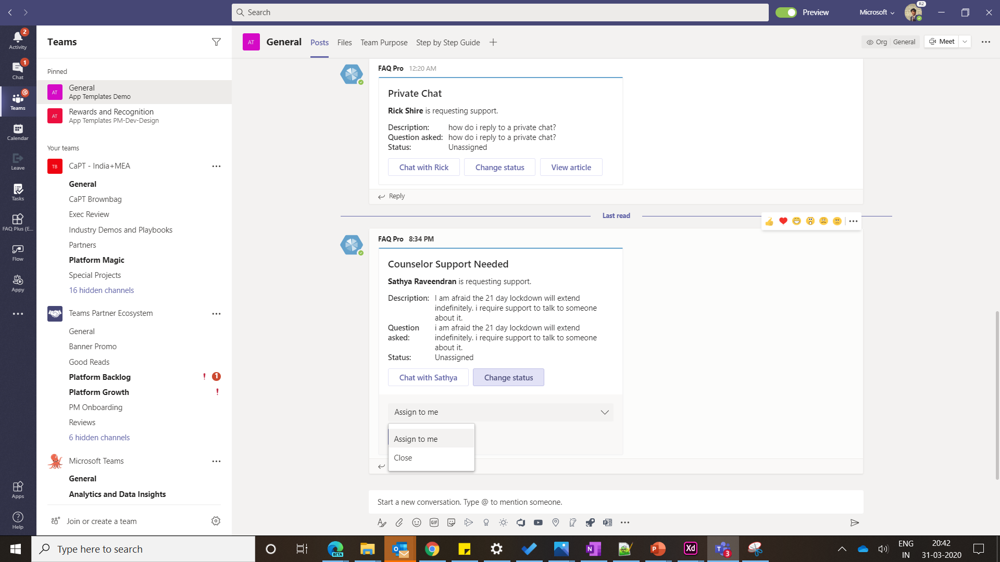 Search
Preview
Microsoft
R2
Activity
2
Chat
1
Teams
@
Calendar
Leave
Tasks
FAQ Plus (E...
Flow
Appy
Apps
Help
Teams
Pinned
AT
General
App Templates Demo
AT
Rewards and Recognition
App Templates PM-Dev-Design
Your teams
TB
CaPT - India+MEA
General
CaPT Brownbag
Exec Review
Industry Demos and Playbooks
Partners
Platform Magic
Special Projects
16 hidden channels
Teams Partner Ecosystem
General
Banner Promo
Good Reads
Platform Backlog ! 1
Platform Growth !
PM Onboarding
Reviews
6 hidden channels
Microsoft Teams
General
Analytics and Data Insights
Join or create a team
AT
General Posts Files Team Purpose Step by Step Guide +
Org General
Meet
FAQ Pro 12:20 AM
Private Chat
Rick Shire is requesting support.
Description: how do i reply to a private chat?
Question asked: how do i reply to a private chat?
Status: Unassigned
Chat with Rick Change status View article
Reply
Last read
FAQ Pro 8:34 PM
Counselor Support Needed
Sathya Raveendran is requesting support.
Description: I am afraid the 21 day lockdown will extend
indefinitely. i require support to talk to someone
about it.
Question i am afraid the 21 day lockdown will extend
asked: indefinitely. i require support to talk to someone
about it.
Status: Unassigned
Chat with Sathya Change status
Assign to me
Assign to me
Close
Start a new conversation. Type @ to mention someone.
GIF
Type here to search
BETA
N
P
Xd
3
ENG
IN
20:42
31-03-2020